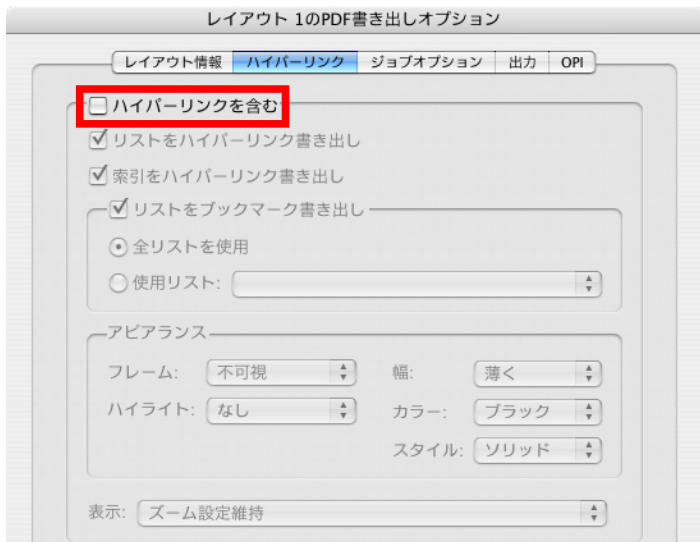 レイアウト 1のPDF書き出しオプション
レイアウト情報 ハイパーリンク ジョブオプション 出力 OPI
ハイパーリンクを含む
リストをハイパーリンク書き出し
索引をハイパーリンク書き出し
リストをブックマーク書き出し
全リストを使用
使用リスト:
アピアランス
フレーム: 不可視 幅: 薄く
ハイライト: なし カラー: ブラック
スタイル: ソリッド
表示: ズーム設定維持